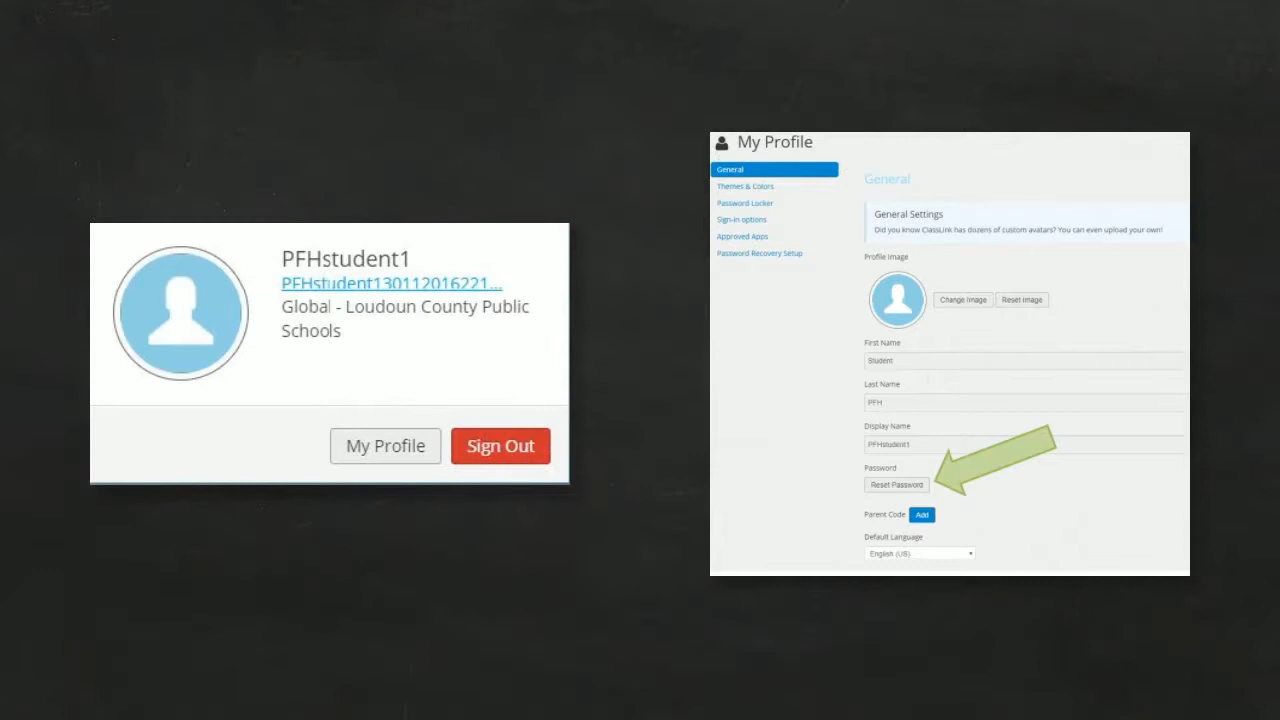 PFHstudent1
PFHstudent130112016221...
Global - Loudoun County Public
Schools
My Profile
Sign Out
My Profile
General
Themes & Colors
Password Locker
Sign-in options
Approved Apps
Password Recovery Setup
General
General Settings
Did you know ClassLink has dozens of custom avatars? You can even upload your own!
Profile Image
Change Image
Reset Image
First Name
Student
Last Name
PFH
Display Name
PFHstudent1
Password
Reset Password
Parent Code Add
Default Language
English (US)